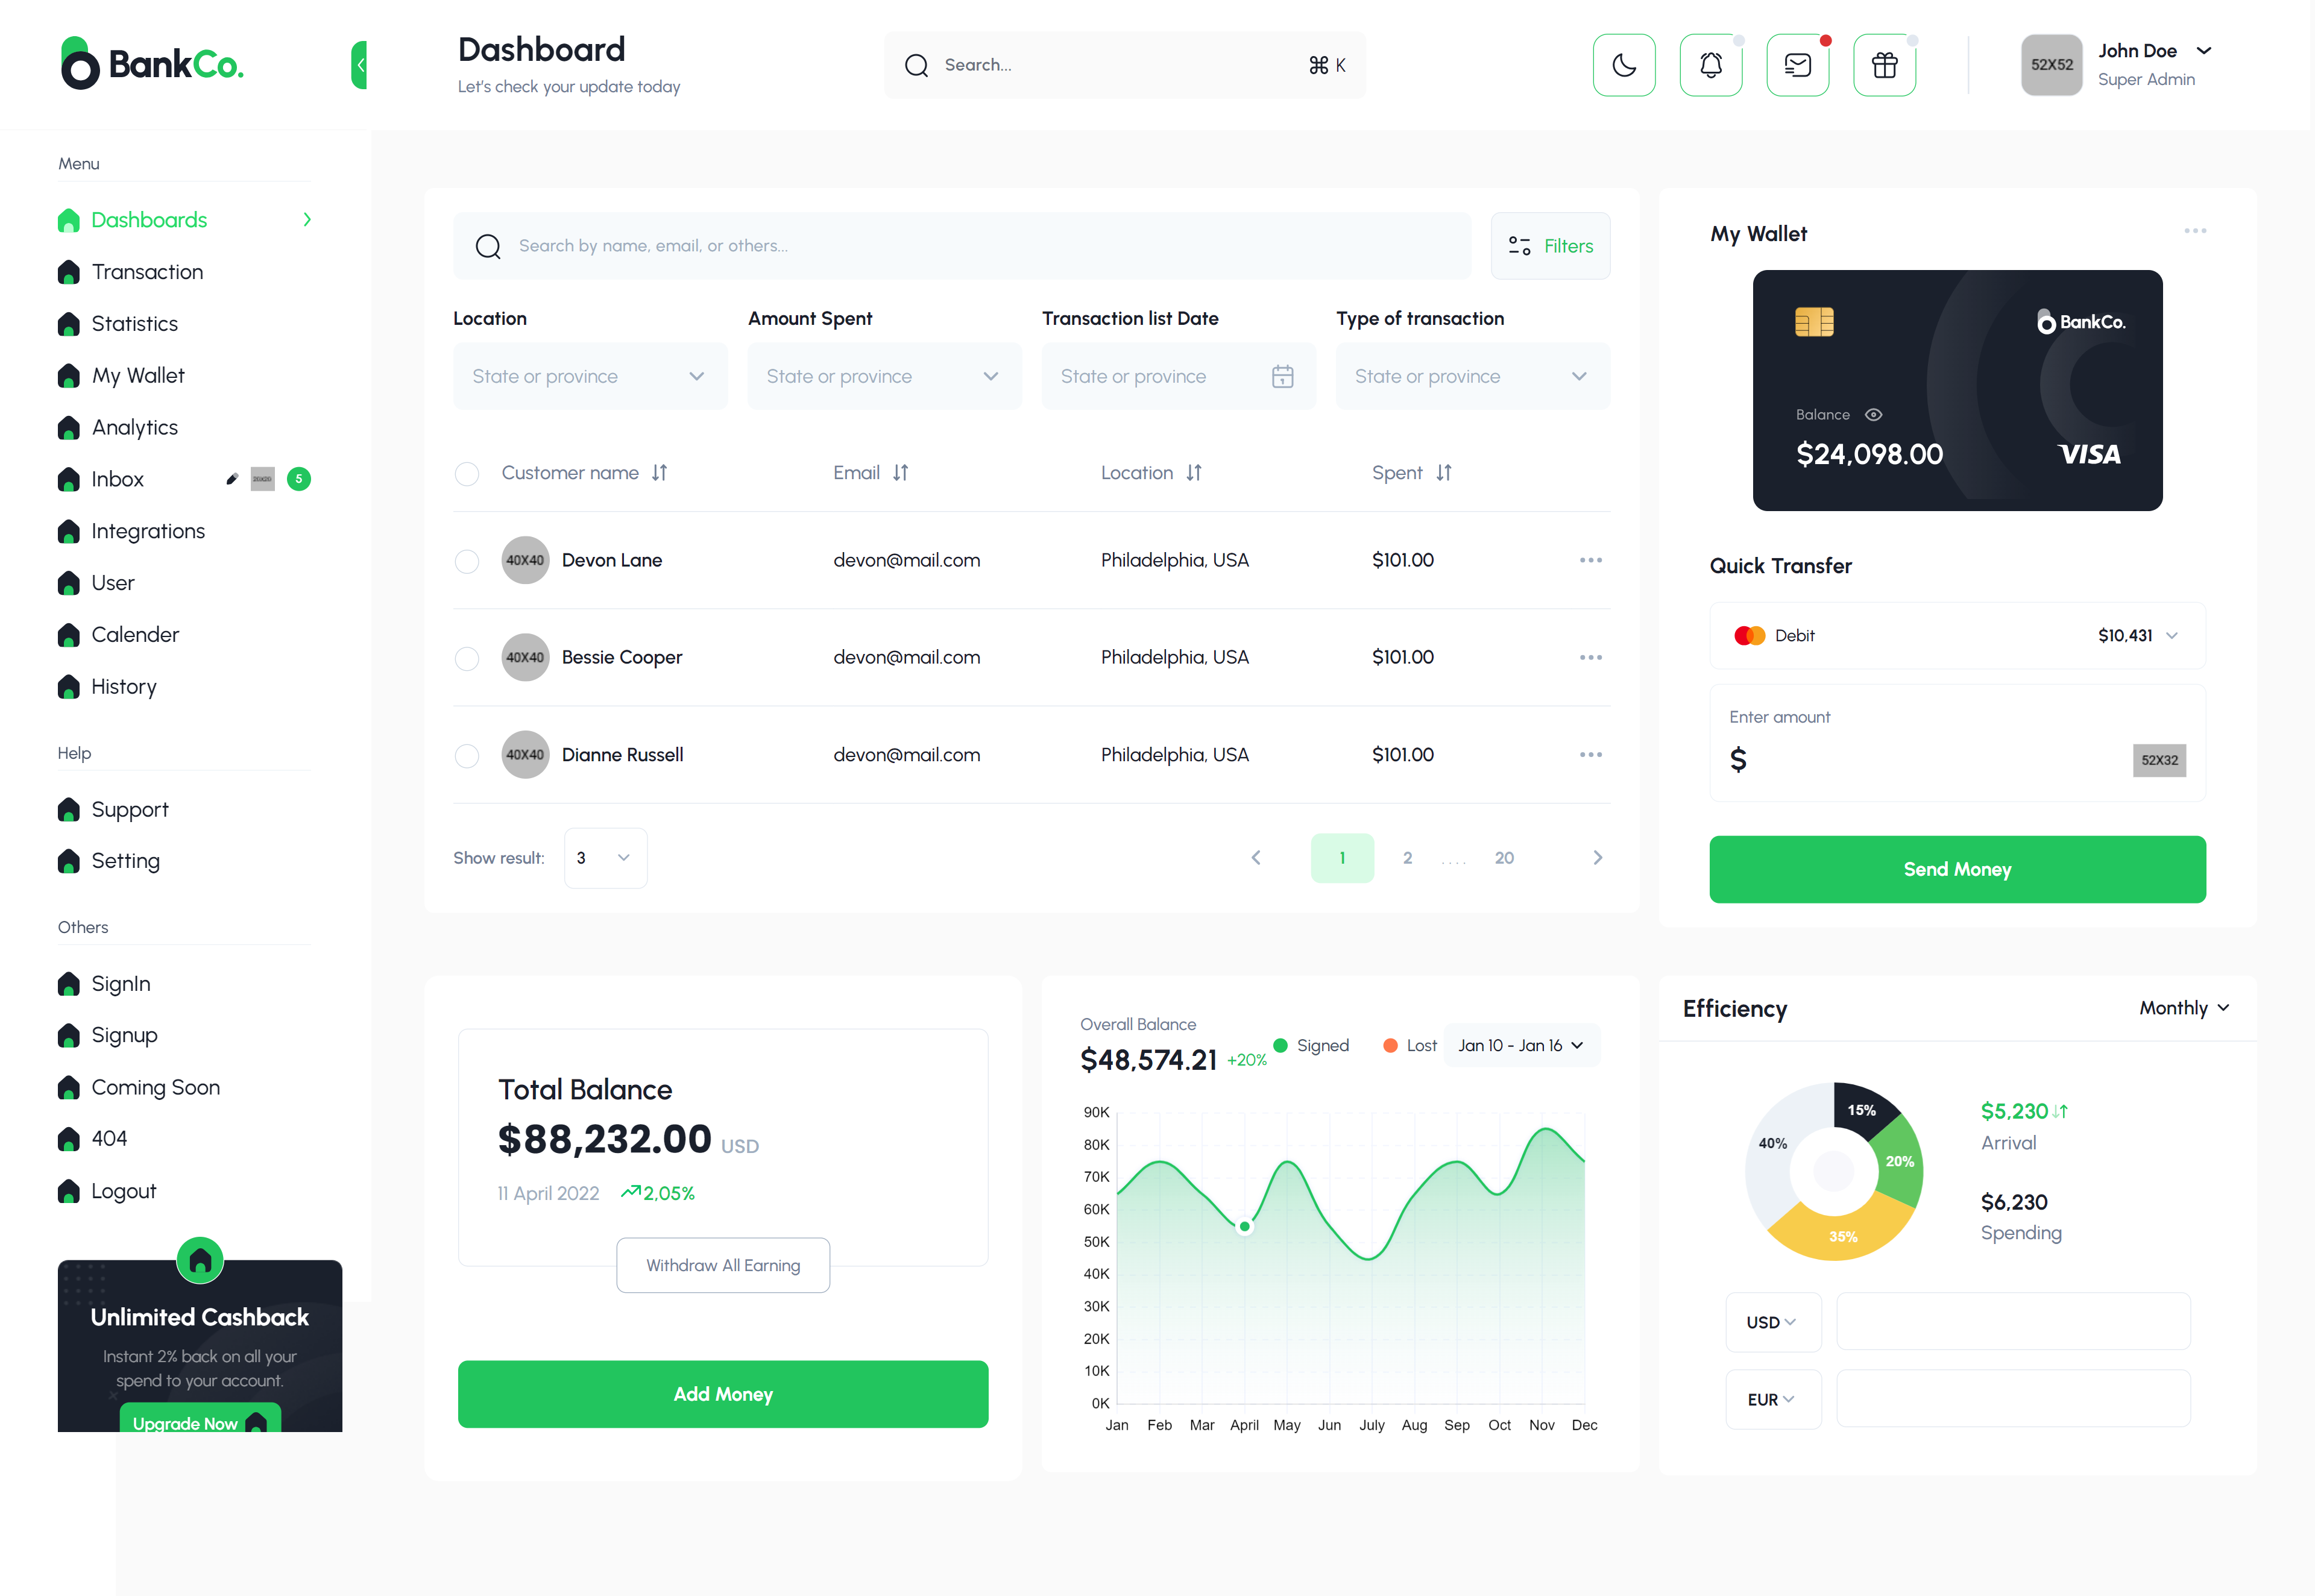 BankCo.
Dashboard
Let's check your update today
Search...
⌘ K
52X52
John Doe
Super Admin
Menu
Dashboards
Transaction
Statistics
My Wallet
Analytics
Inbox
20x20
5
Integrations
User
Calender
History
Help
Support
Setting
Others
SignIn
Signup
Coming Soon
404
Logout
Unlimited Cashback
Instant 2% back on all your
spend to your account.
Upgrade Now
Search by name, email, or others...
Filters
Location Amount Spent Transaction list Date Type of transaction
State or province State or province State or province State or province
Customer name Email Location Spent
40X40 Devon Lane devon@mail.com Philadelphia, USA $101.00
40X40 Bessie Cooper devon@mail.com Philadelphia, USA $101.00
40X40 Dianne Russell devon@mail.com Philadelphia, USA $101.00
Show result: 3 1 2 .... 20
My Wallet
BankCo.
Balance
$24,098.00 VISA
Quick Transfer
Debit $10,431
Enter amount
$ 52X32
Send Money
Total Balance
$88,232.00 USD
11 April 2022 2,05%
Withdraw All Earning
Add Money
Overall Balance
$48,574.21 +20%
Signed Lost Jan 10 - Jan 16
90K
80K
70K
60K
50K
40K
30K
20K
10K
0K
Jan Feb Mar April May Jun July Aug Sep Oct Nov Dec
Efficiency Monthly
15%
40%
20%
35%
$5,230
Arrival
$6,230
Spending
USD
EUR